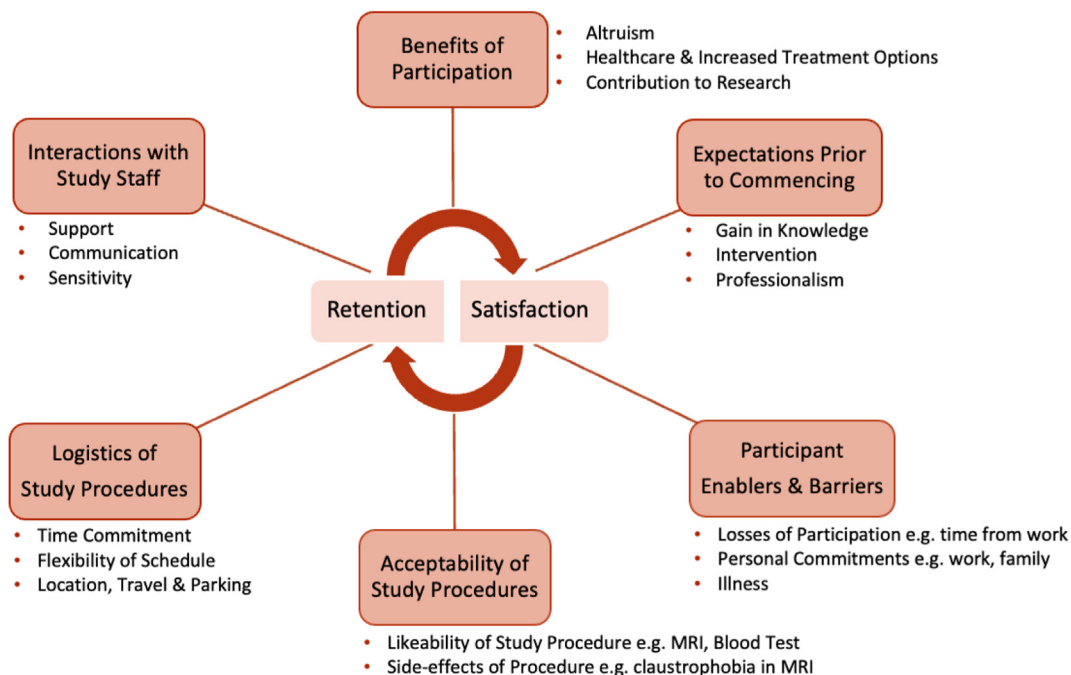 Benefits of
Participation
• Altruism
• Healthcare & Increased Treatment Options
• Contribution to Research
Interactions with
Study Staff
• Support
• Communication
• Sensitivity
Expectations Prior
to Commencing
• Gain in Knowledge
• Intervention
• Professionalism
Retention
Satisfaction
Logistics of
Study Procedures
• Time Commitment
• Flexibility of Schedule
• Location, Travel & Parking
Acceptability of
Study Procedures
• Likeability of Study Procedure e.g. MRI, Blood Test
• Side-effects of Procedure e.g. claustrophobia in MRI
Participant
Enablers & Barriers
• Losses of Participation e.g. time from work
• Personal Commitments e.g. work, family
• Illness